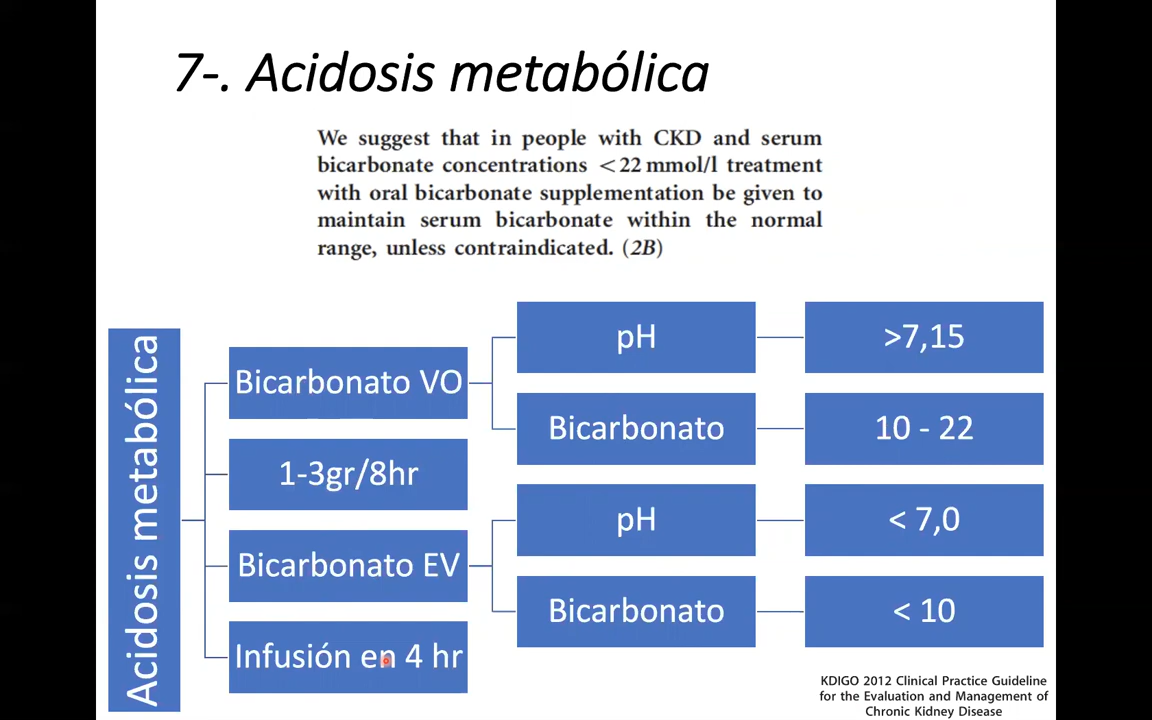 7-. Acidosis metabólica
We suggest that in people with CKD and serum
bicarbonate concentrations <22 mmol/l treatment
with oral bicarbonate supplementation be given to
maintain serum bicarbonate within the normal
range, unless contraindicated. (2B)
Acidosis metabólica
Bicarbonato VO
pH
>7,15
Bicarbonato
10 - 22
1-3gr/8hr
Bicarbonato EV
pH
< 7,0
Bicarbonato
< 10
Infusión en 4 hr
KDIGO 2012 Clinical Practice Guideline
for the Evaluation and Management of
Chronic Kidney Disease